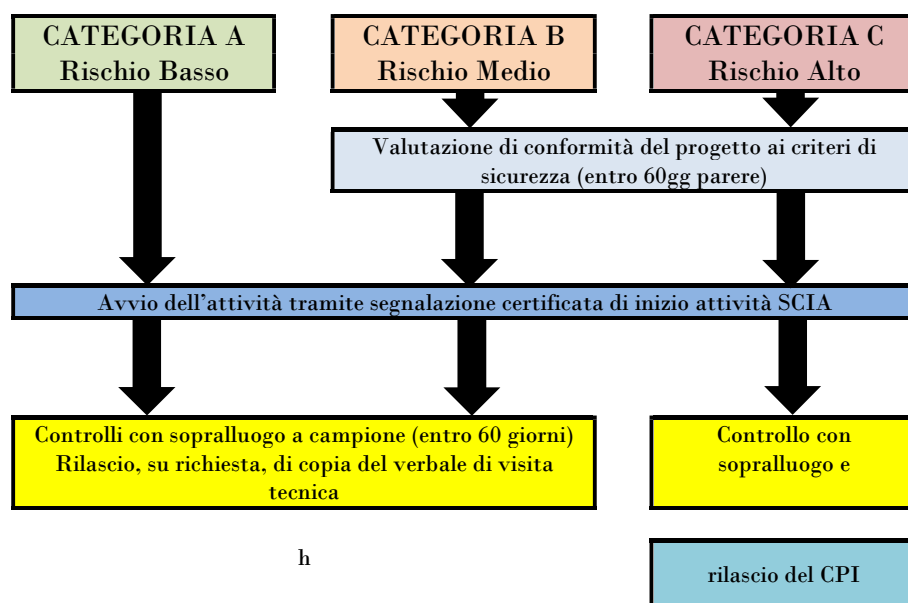 CATEGORIA A
Rischio Basso
CATEGORIA B
Rischio Medio
CATEGORIA C
Rischio Alto
Valutazione di conformità del progetto ai criteri di
sicurezza (entro 60gg parere)
Avvio dell'attività tramite segnalazione certificata di inizio attività SCIA
Controlli con sopralluogo a campione (entro 60 giorni)
Rilascio, su richiesta, di copia del verbale di visita
tecnica
Controllo con
sopralluogo e
h
rilascio del CPI